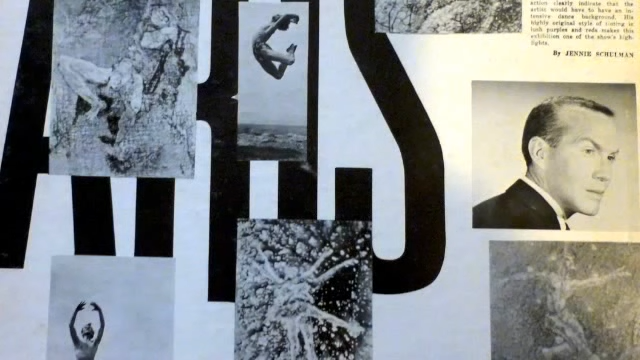 ARTS
action clearly indicate that the
artist would have to have an in-
tensive dance background. His
highly original style of tinting in
lush purples and reds makes this
exhibition one of the show's high-
lights.
By JENNIE SCHULMAN